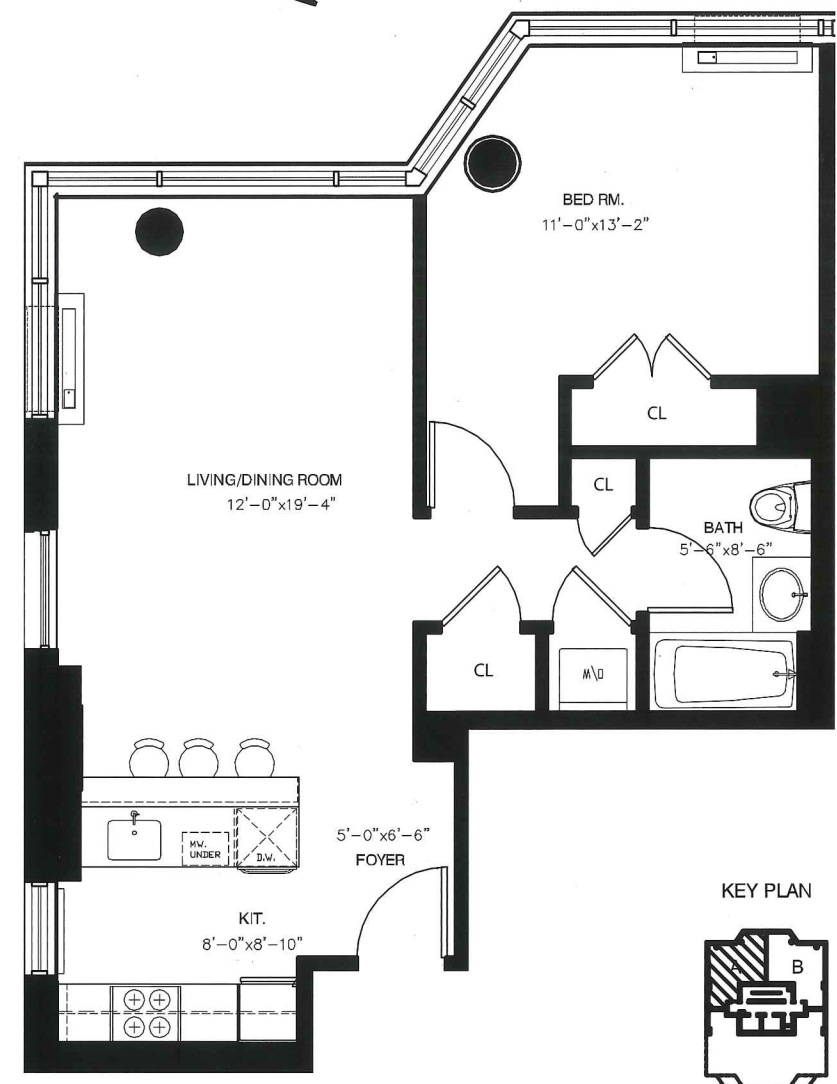 BED RM.
11'-0"x13'-2"
CL
LIVING/DINING ROOM
12'-0"x19'-4"
CL
BATH
5'-6"x8'-6"
CL
W\D
5'-0"x6'-6"
FOYER
MW.
UNDER
D.W.
KIT.
8'-0"x8'-10"
KEY PLAN
A
B